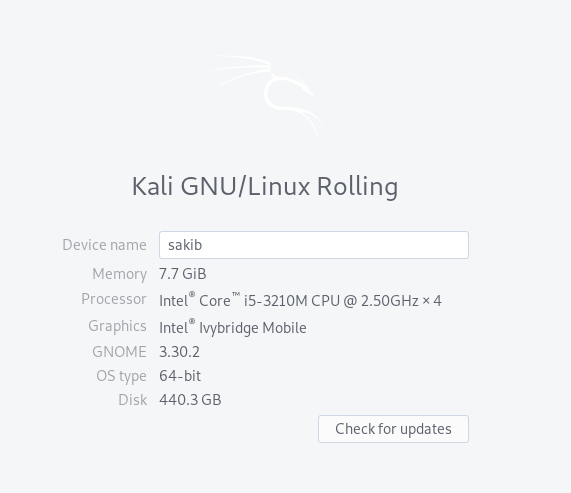 Kali GNU/Linux Rolling
Device name sakib
Memory 7.7 GiB
Processor Intel® Core™ i5-3210M CPU @ 2.50GHz × 4
Graphics Intel® Ivybridge Mobile
GNOME 3.30.2
OS type 64-bit
Disk 440.3 GB
Check for updates